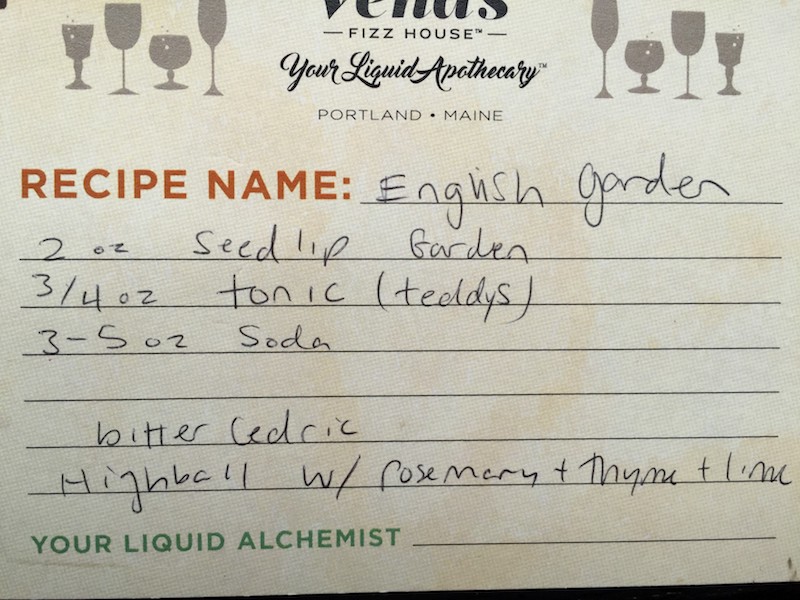 Vena's
FIZZ HOUSE™
Your Liquid Apothecary™
PORTLAND • MAINE
RECIPE NAME: English Garden
2 oz Seedlip Garden
3/4 oz tonic (teddys)
3-5 oz Soda
bitter Cedric
Highball w/ rosemary + thyme + lime
YOUR LIQUID ALCHEMIST